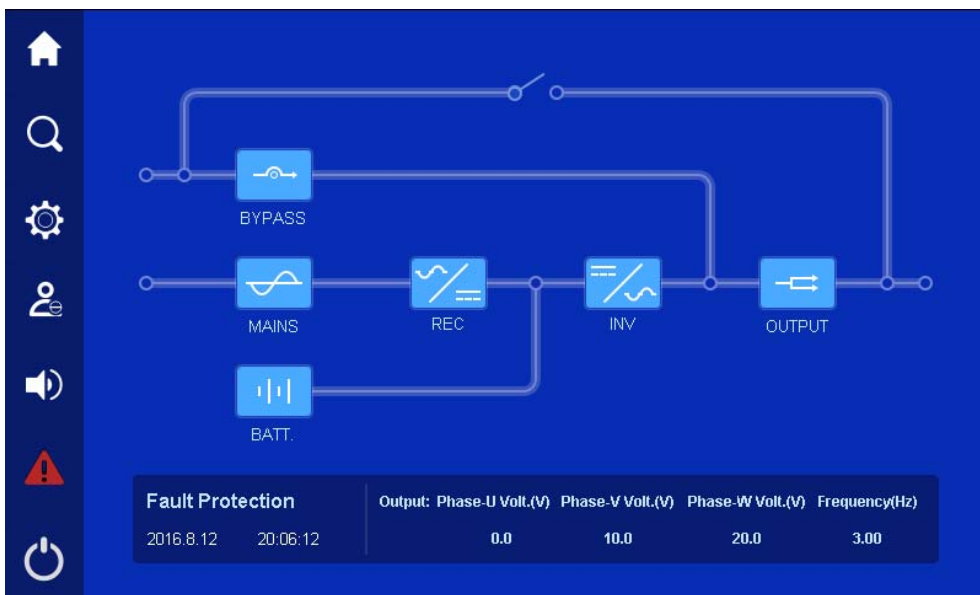 BYPASS
MAINS
REC
INV
OUTPUT
BATT.
Fault Protection
2016.8.12 20:06:12
Output: Phase-U Volt.(V) Phase-V Volt.(V) Phase-W Volt.(V) Frequency(Hz)
0.0 10.0 20.0 3.00